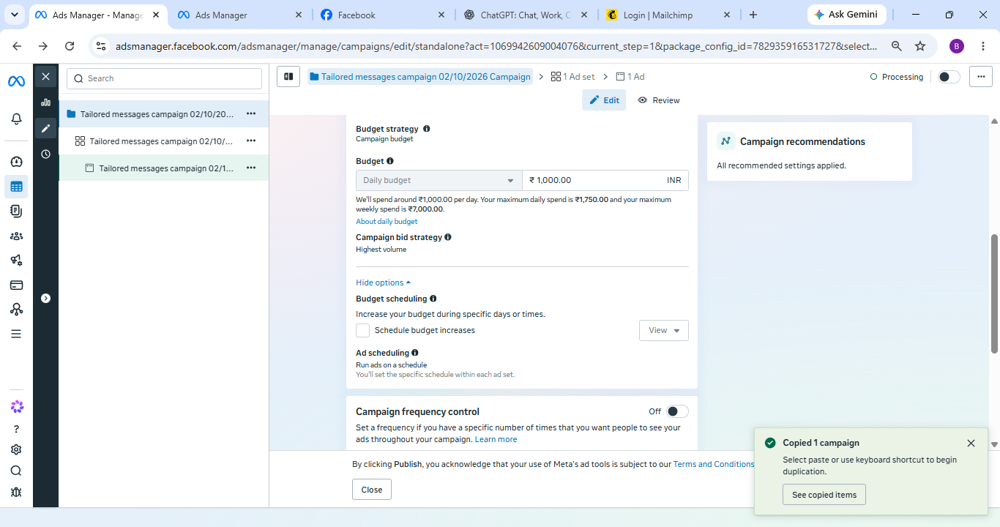 Ads Manager - Manage
Ads Manager
Facebook
ChatGPT: Chat, Work, C
Login | Mailchimp
Ask Gemini
adsmanager.facebook.com/adsmanager/manage/campaigns/edit/standalone?act=1069942609004076&current_step=1&package_config_id=782935916531727&select...
B
Search
Tailored messages campaign 02/10/2026 Campaign
1 Ad set
1 Ad
Processing
Edit
Review
Tailored messages campaign 02/10/20...
Tailored messages campaign 02/10/...
Tailored messages campaign 02/1...
Budget strategy
Campaign budget
Budget
Daily budget
₹ 1,000.00
INR
We'll spend around ₹1,000.00 per day. Your maximum daily spend is ₹1,750.00 and your maximum
weekly spend is ₹7,000.00.
About daily budget
Campaign bid strategy
Highest volume
Hide options
Budget scheduling
Increase your budget during specific days or times.
Schedule budget increases
View
Ad scheduling
Run ads on a schedule
You'll set the specific schedule within each ad set.
Campaign frequency control
Off
Set a frequency if you have a specific number of times that you want people to see your
ads throughout your campaign. Learn more
Campaign recommendations
All recommended settings applied.
By clicking Publish, you acknowledge that your use of Meta's ad tools is subject to our Terms and Conditions
Close
Copied 1 campaign
Select paste or use keyboard shortcut to begin
duplication.
See copied items